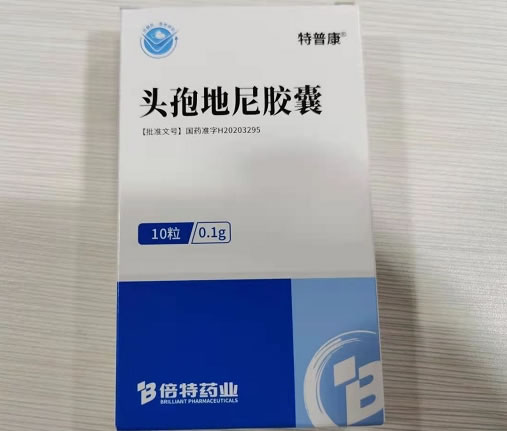 特普康®
头孢地尼胶囊
【批准文号】国药准字H20203295
10粒 0.1g
倍特药业
BRILLIANT PHARMACEUTICALS